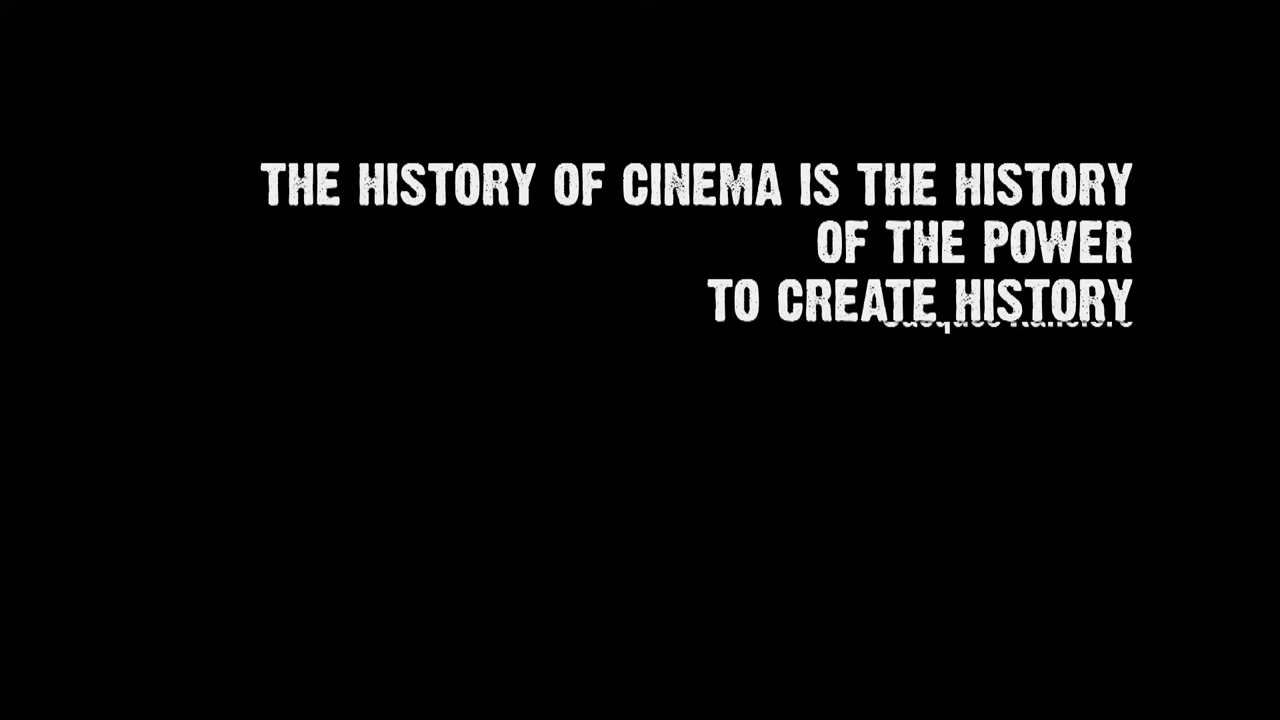 THE HISTORY OF CINEMA IS THE HISTORY
OF THE POWER
TO CREATE HISTORY